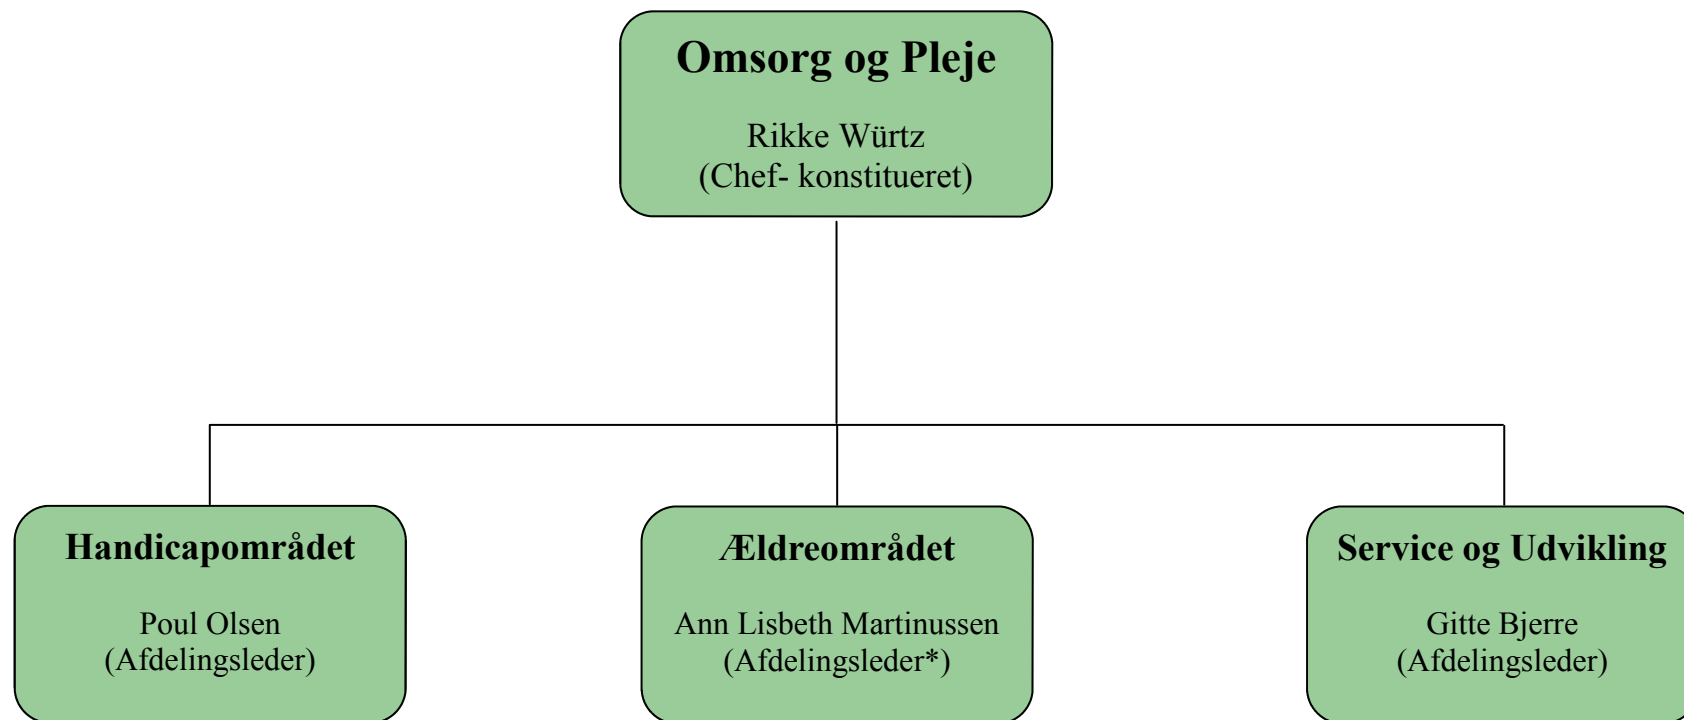 Omsorg og Pleje
Rikke Würtz
(Chef- konstitueret)
Handicapområdet
Poul Olsen
(Afdelingsleder)
Ældreområdet
Ann Lisbeth Martinussen
(Afdelingsleder*)
Service og Udvikling
Gitte Bjerre
(Afdelingsleder)